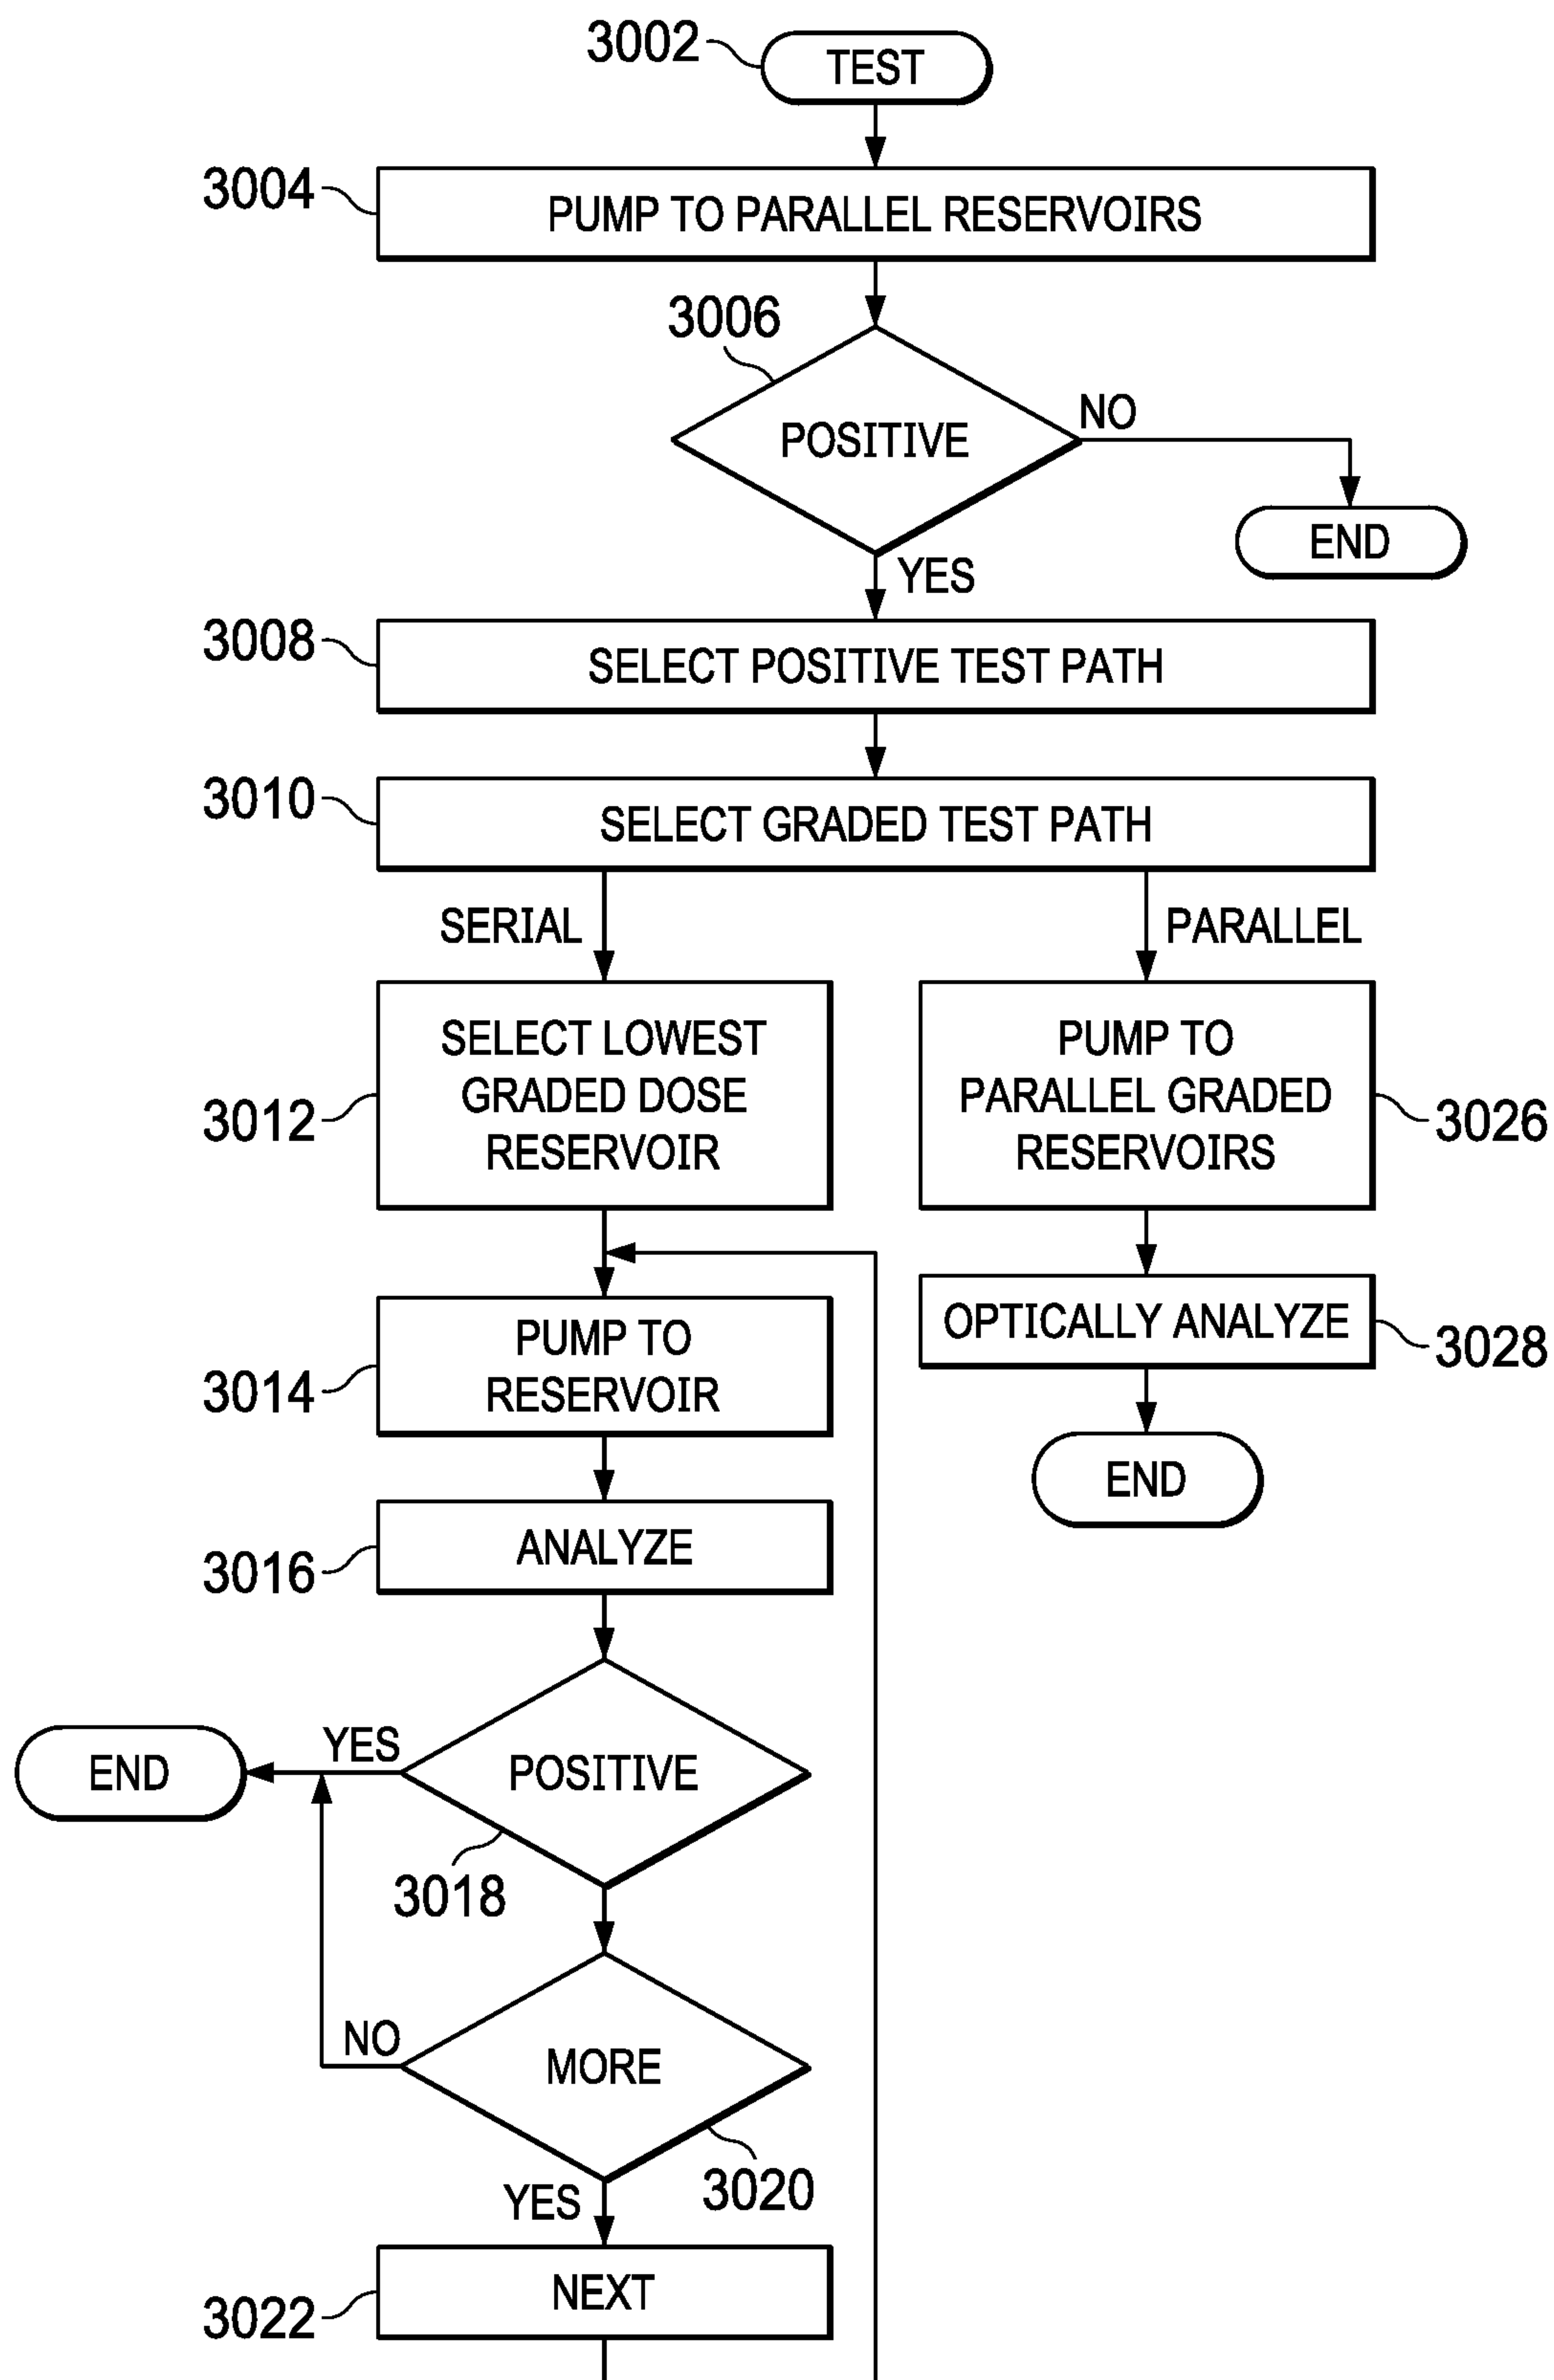 3002
TEST
3004
PUMP TO PARALLEL RESERVOIRS
3006
POSITIVE
NO
END
YES
3008
SELECT POSITIVE TEST PATH
3010
SELECT GRADED TEST PATH
SERIAL
PARALLEL
3012
SELECT LOWEST
GRADED DOSE
RESERVOIR
PUMP TO
PARALLEL GRADED
RESERVOIRS
3026
3014
PUMP TO
RESERVOIR
OPTICALLY ANALYZE
3028
END
3016
ANALYZE
END
YES
POSITIVE
3018
NO
MORE
3020
YES
3022
NEXT